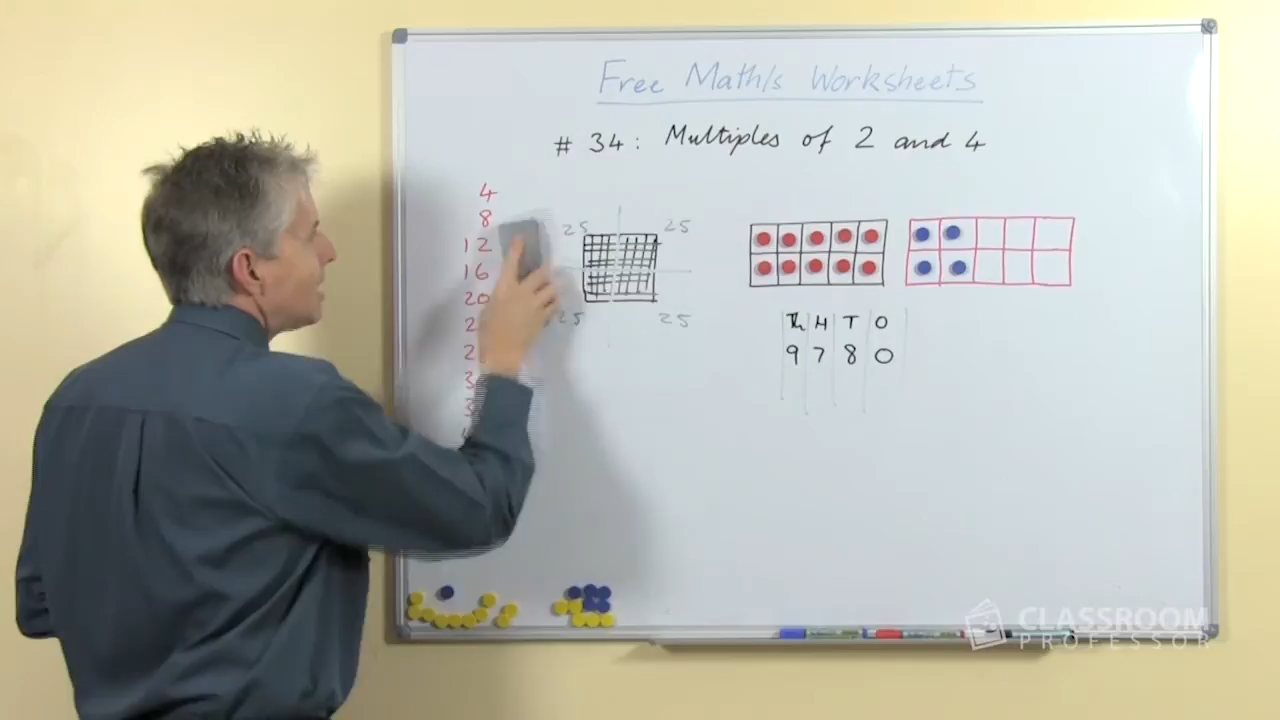 Free Math/s Worksheets
# 34: Multiples of 2 and 4
4
8
12
16
20
25 25
25 25
Th H T O
9 7 8 0
CLASSROOM
PROFESSOR